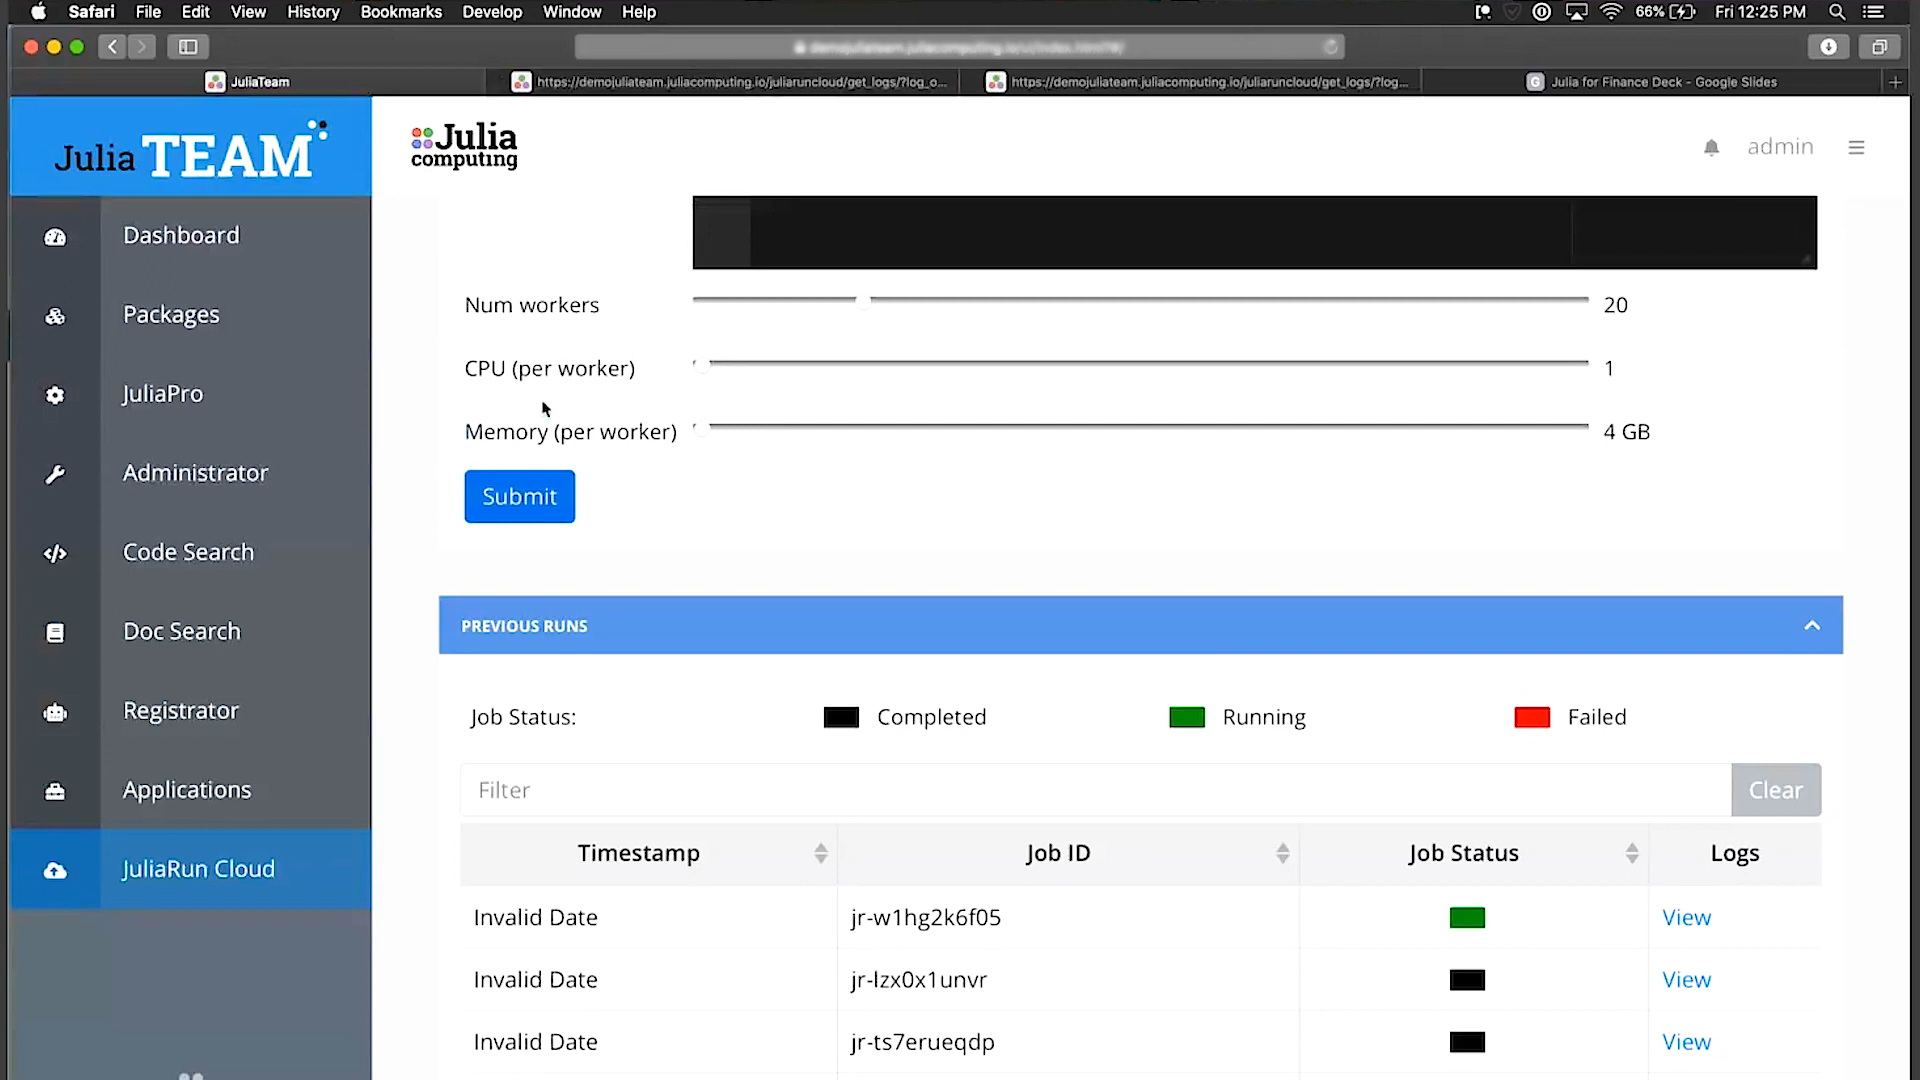 Safari File Edit View History Bookmarks Develop Window Help 66% Fri 12:25 PM
JuliaTeam https://demojuliateam.juliacomputing.io/juliaruncloud/get_logs/?log_o... https://demojuliateam.juliacomputing.io/juliaruncloud/get_logs/?log... G Julia for Finance Deck - Google Slides
Julia TEAM
Julia
computing
admin
Dashboard
Packages
JuliaPro
Administrator
Code Search
Doc Search
Registrator
Applications
JuliaRun Cloud
Num workers 20
CPU (per worker) 1
Memory (per worker) 4 GB
Submit
PREVIOUS RUNS
Job Status: Completed Running Failed
Filter Clear
Timestamp Job ID Job Status Logs
Invalid Date jr-w1hg2k6f05 View
Invalid Date jr-lzx0x1unvr View
Invalid Date jr-ts7erueqdp View